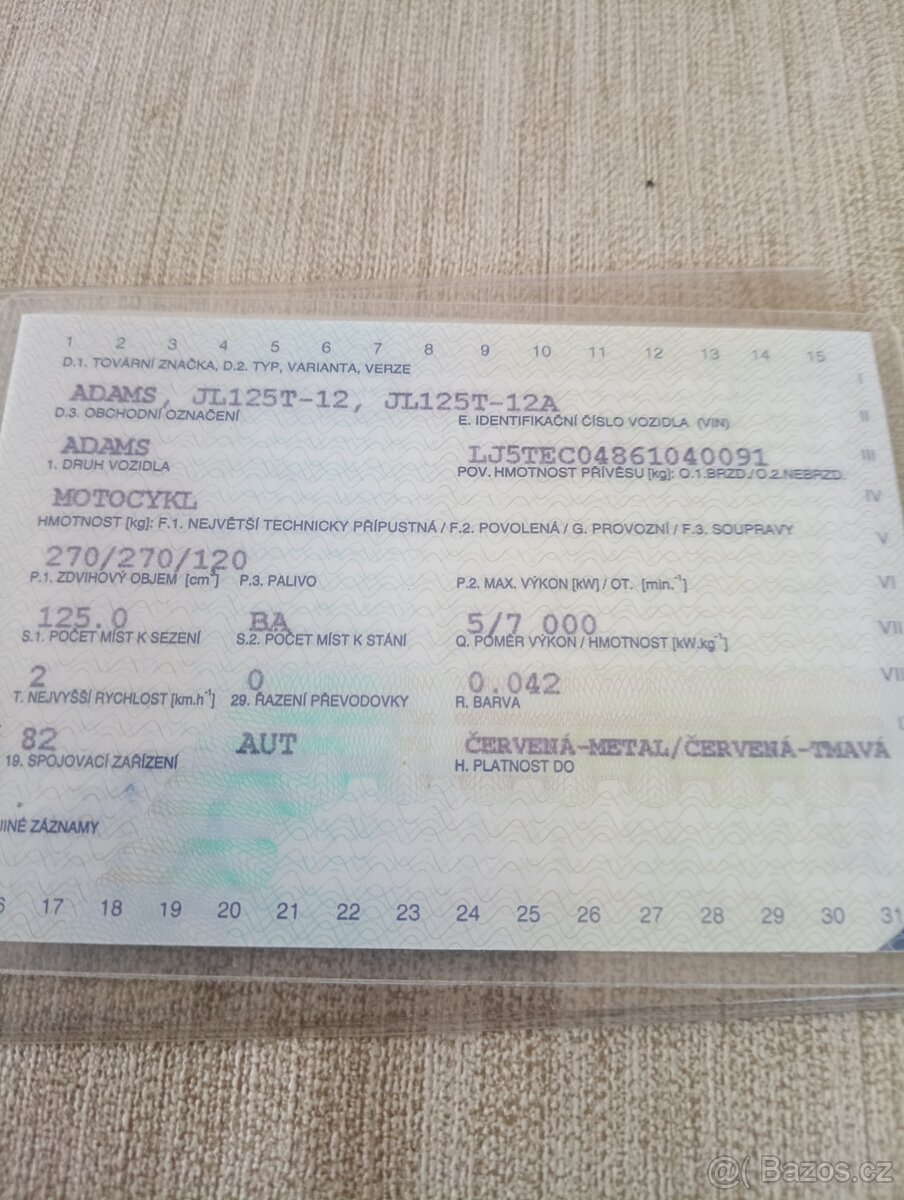 1 2 3 4 5 6 7 8 9 10 11 12 13 14 15
D.1. TOVÁRNÍ ZNAČKA, D.2. TYP, VARIANTA, VERZE
I
ADAMS, JL125T-12, JL125T-12A
D.3. OBCHODNÍ OZNAČENÍ E. IDENTIFIKAČNÍ ČÍSLO VOZIDLA (VIN)
II
ADAMS LJ5TEC04861040091
III
1. DRUH VOZIDLA POV. HMOTNOST PŘÍVĚSU [kg]: O.1.BRZD./O.2.NEBRZD.
MOTOCYKL
IV
HMOTNOST [kg]: F.1. NEJVĚTŠÍ TECHNICKY PŘÍPUSTNÁ / F.2. POVOLENÁ / G. PROVOZNÍ / F.3. SOUPRAVY
V
270/270/120
P.1. ZDVIHOVÝ OBJEM [cm³] P.3. PALIVO P.2. MAX. VÝKON [kW] / OT. [min.⁻¹]
VI
125.0 BA 5/7 000
VII
S.1. POČET MÍST K SEZENÍ S.2. POČET MÍST K STÁNÍ Q. POMĚR VÝKON / HMOTNOST [kW.kg⁻¹]
2 0 0.042
VIII
T. NEJVYŠŠÍ RYCHLOST [km.h⁻¹] 29. ŘAZENÍ PŘEVODOVKY R. BARVA
82 AUT ČERVENÁ-METAL/ČERVENÁ-TMAVÁ
19. SPOJOVACÍ ZAŘÍZENÍ H. PLATNOST DO
JINÉ ZÁZNAMY
6 17 18 19 20 21 22 23 24 25 26 27 28 29 30 31
@( Bazos.cz